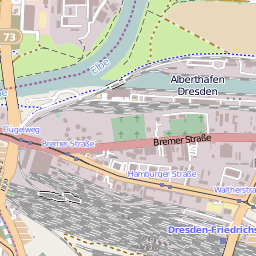 73
Elbe
Alberthafen
Dresden
Flügelweg
Bremer Straße
Bremer Straße
Hamburger Straße
Waltherstra
Dresden-Friedrichs